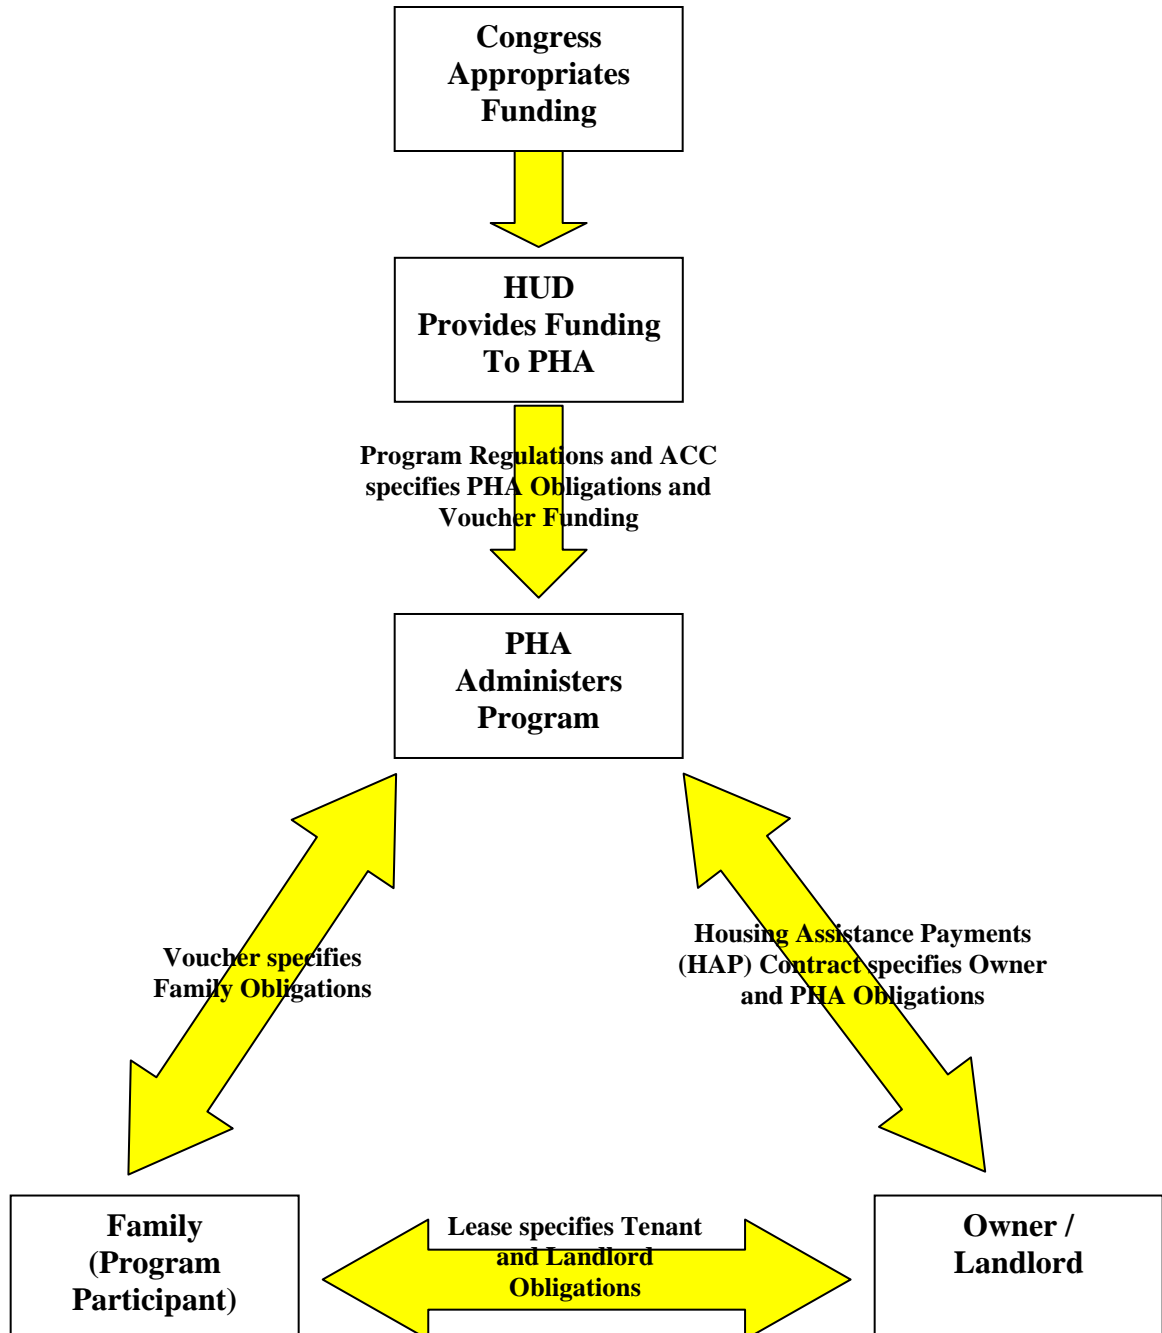 Congress
Appropriates
Funding
HUD
Provides Funding
To PHA
Program Regulations and ACC
specifies PHA Obligations and
Voucher Funding
PHA
Administers
Program
Voucher specifies
Family Obligations
Housing Assistance Payments
(HAP) Contract specifies Owner
and PHA Obligations
Family
(Program
Participant)
Lease specifies Tenant
and Landlord
Obligations
Owner /
Landlord